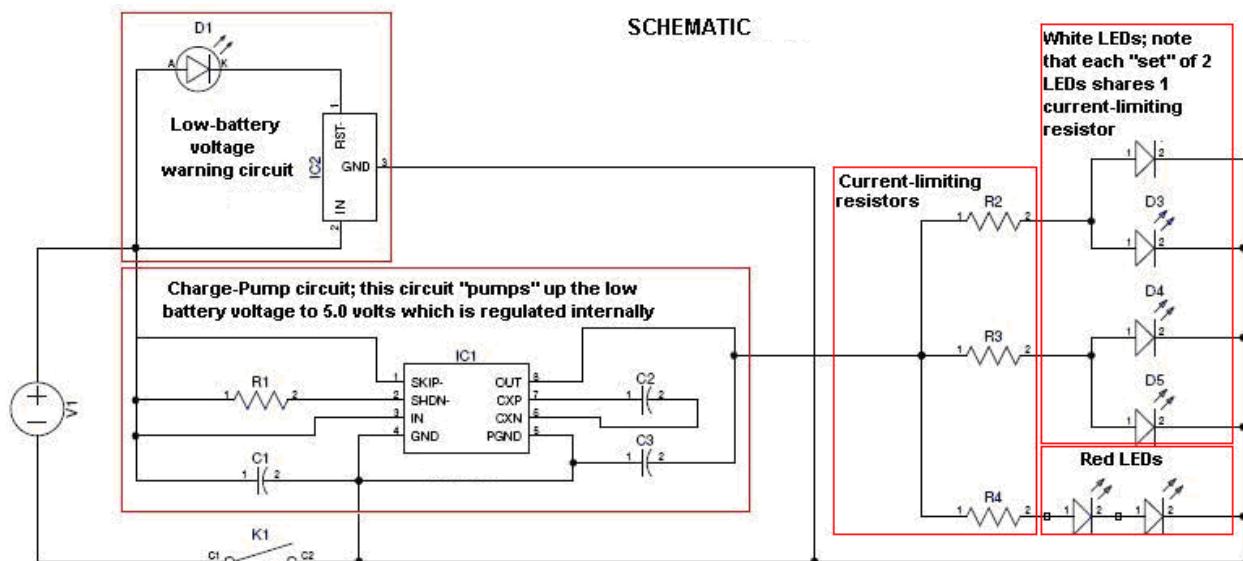 SCHEMATIC
D1
A
K
1
Low-battery
voltage
warning circuit
RST-
GND
3
IC2
IN
2
White LEDs; note
that each "set" of 2
LEDs shares 1
current-limiting
resistor
1 2
D3
1 2
D4
1 2
D5
1 2
Current-limiting
resistors
R2
1 2
R3
1 2
R4
1 2
Red LEDs
1 2 1 2
Charge-Pump circuit; this circuit "pumps" up the low
battery voltage to 5.0 volts which is regulated internally
IC1
1 SKIP- OUT 8
2 SHDN- CXP 7
3 IN CXN 6
4 GND PGND 5
R1
1 2
C2
1 2
C3
1 2
C1
1 2
V1
K1
C1 C2